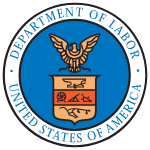 · DEPARTMENT OF LABOR ·
UNITED STATES OF AMERICA